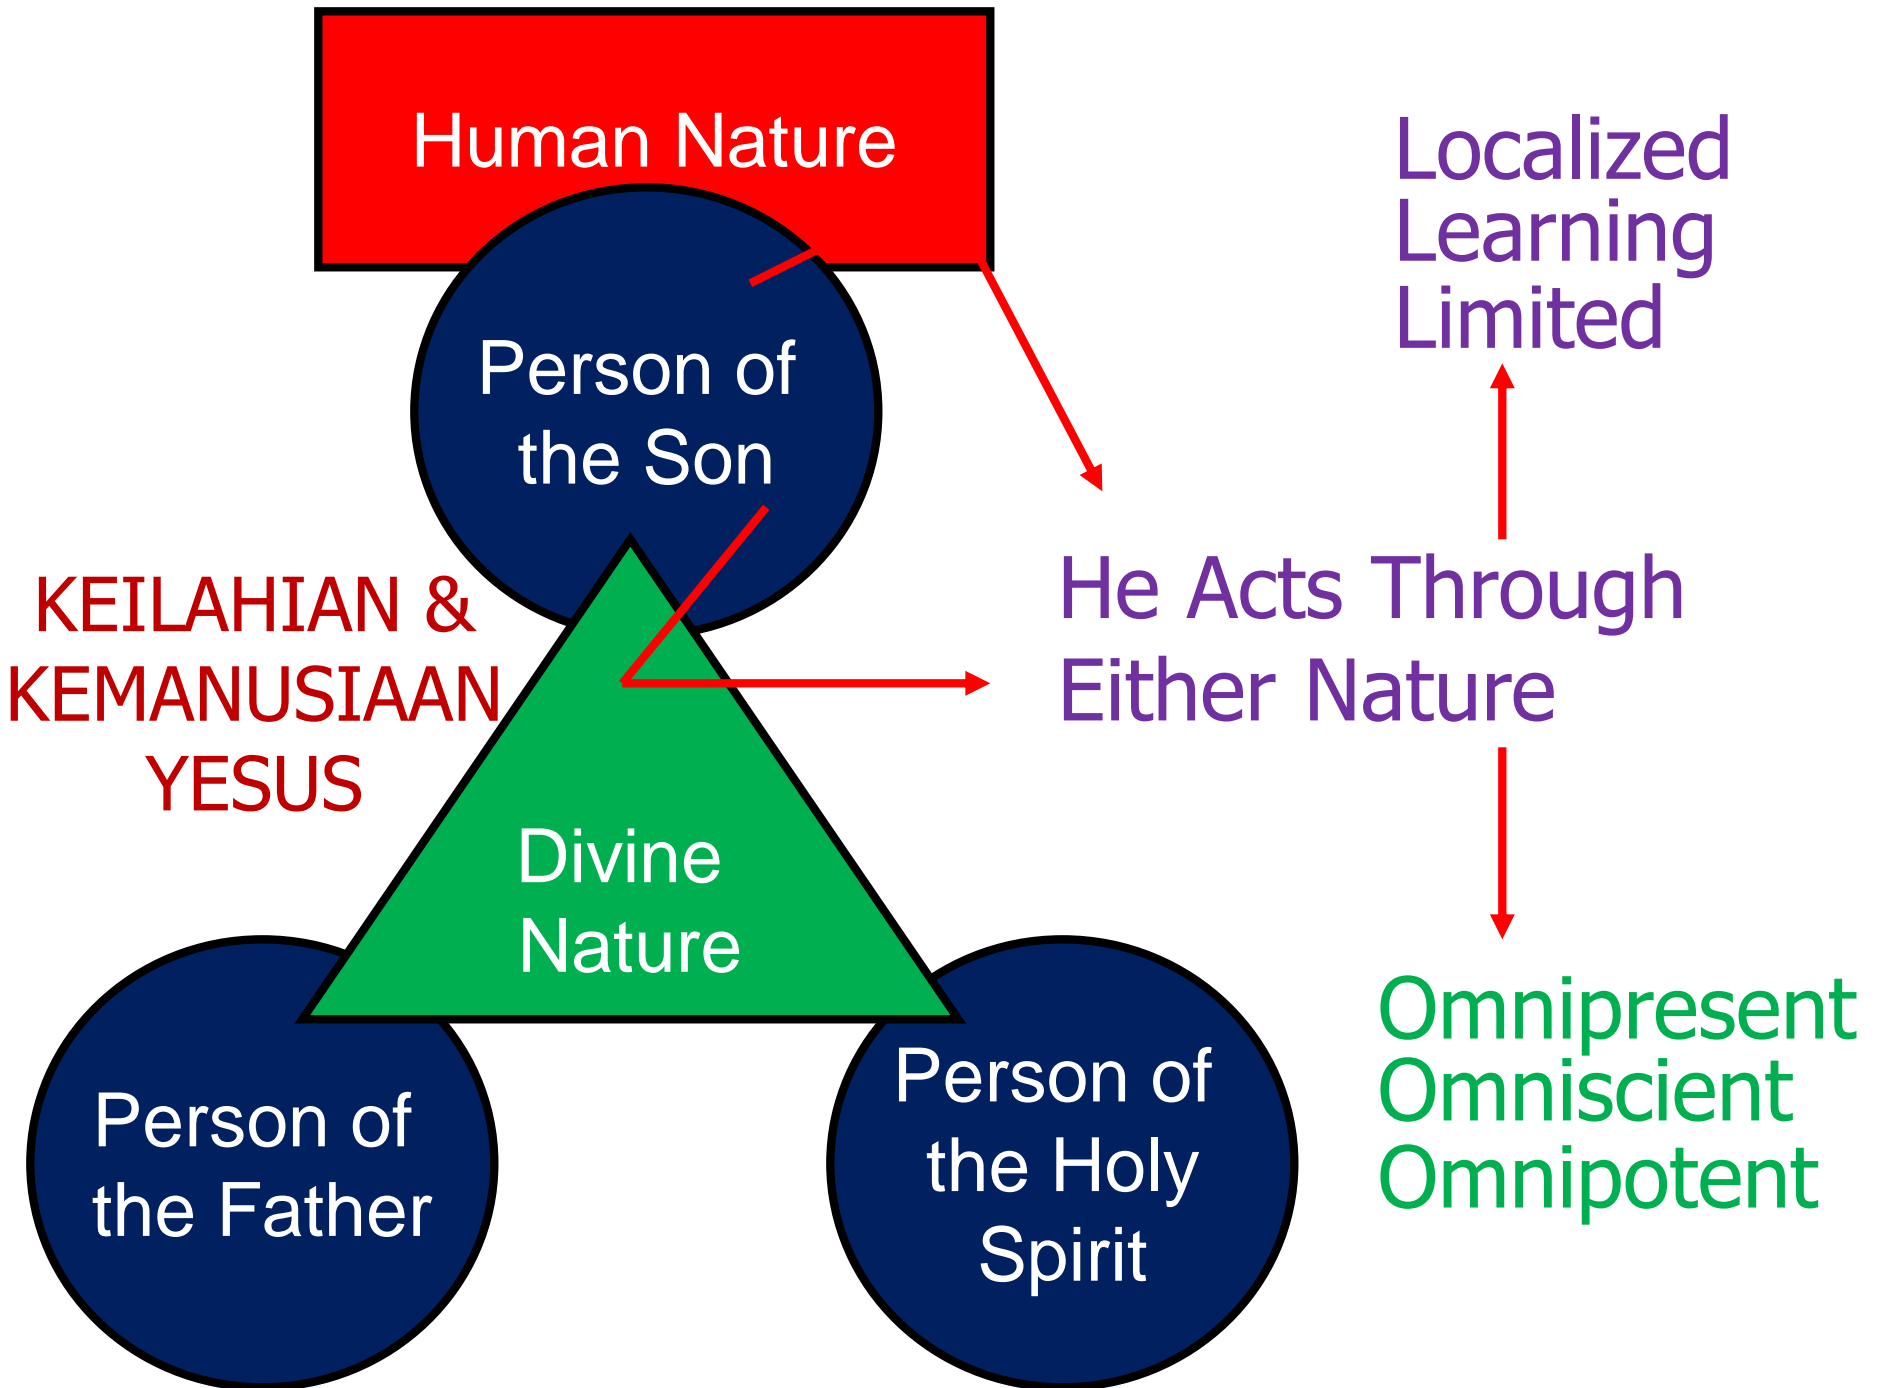 Human Nature
Localized
Learning
Limited
Person of
the Son
He Acts Through
Either Nature
KEILAHIAN &
KEMANUSIAAN
YESUS
Divine
Nature
Omnipresent
Omniscient
Omnipotent
Person of
the Father
Person of
the Holy
Spirit